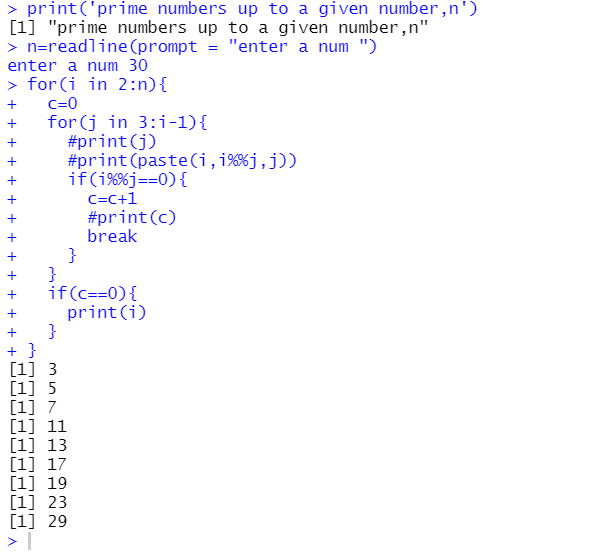 > print('prime numbers up to a given number,n')
[1] "prime numbers up to a given number,n"
> n=readline(prompt = "enter a num ")
enter a num 30
> for(i in 2:n){
+   c=0
+   for(j in 3:i-1){
+     #print(j)
+     #print(paste(i,i%%j,j))
+     if(i%%j==0){
+       c=c+1
+       #print(c)
+       break
+     }
+   }
+   if(c==0){
+     print(i)
+   }
+ }
[1] 3
[1] 5
[1] 7
[1] 11
[1] 13
[1] 17
[1] 19
[1] 23
[1] 29
>